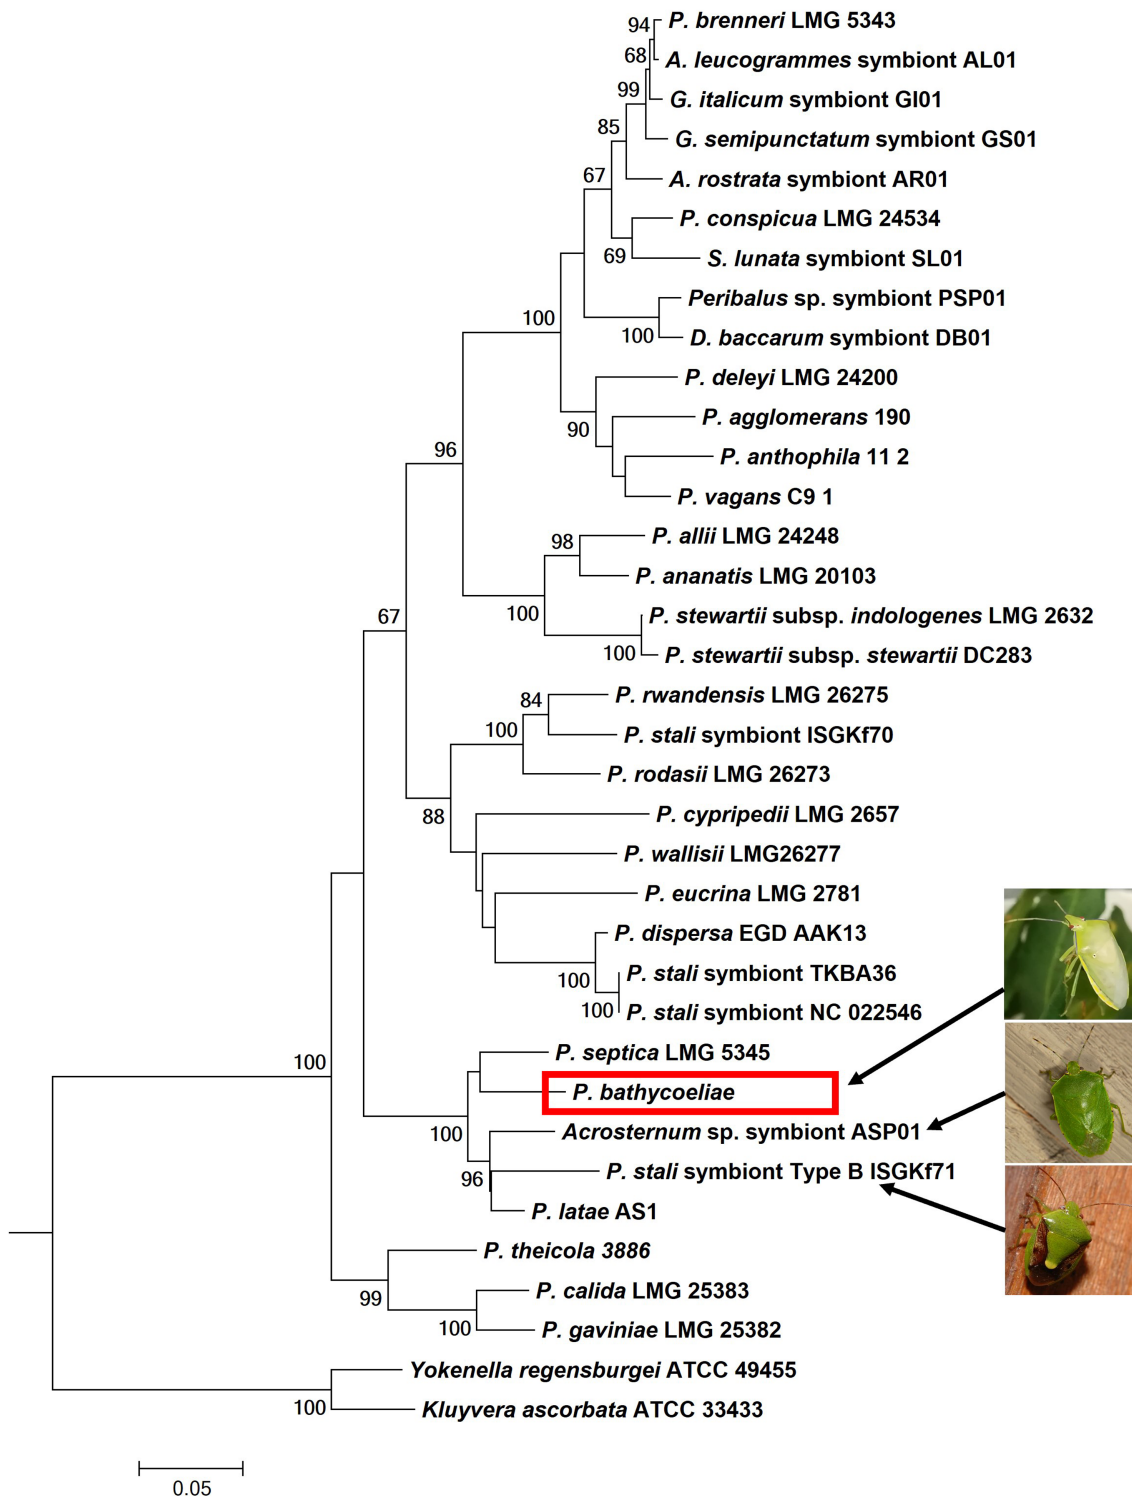 94
P. brenneri LMG 5343
68
A. leucogrammes symbiont AL01
99
G. italicum symbiont GI01
85
G. semipunctatum symbiont GS01
67
A. rostrata symbiont AR01
P. conspicua LMG 24534
69
S. lunata symbiont SL01
Peribalus sp. symbiont PSP01
100
100
D. baccarum symbiont DB01
P. deleyi LMG 24200
P. agglomerans 190
90
96
P. anthophila 11 2
P. vagans C9 1
98
P. allii LMG 24248
P. ananatis LMG 20103
100
67
P. stewartii subsp. indologenes LMG 2632
100
P. stewartii subsp. stewartii DC283
84
P. rwandensis LMG 26275
100
P. stali symbiont ISGKf70
P. rodasii LMG 26273
88
P. cypripedii LMG 2657
P. wallisii LMG26277
P. eucrina LMG 2781
P. dispersa EGD AAK13
100
P. stali symbiont TKBA36
100
P. stali symbiont NC 022546
100
P. septica LMG 5345
P. bathycoeliae
100
Acrosternum sp. symbiont ASP01
96
P. stali symbiont Type B ISGKf71
P. latae AS1
P. theicola 3886
99
P. calida LMG 25383
100
P. gaviniae LMG 25382
Yokenella regensburgei ATCC 49455
100
Kluyvera ascorbata ATCC 33433
0.05